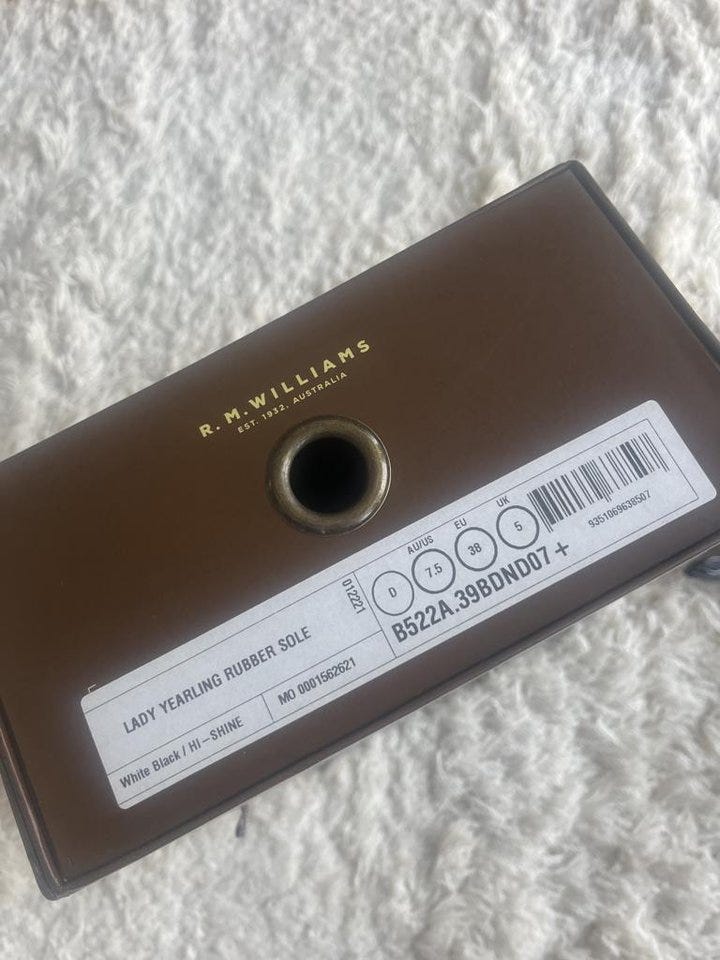 R.M.WILLIAMS
EST. 1932, AUSTRALIA
LADY YEARLING RUBBER SOLE
012221
White Black / HI-SHINE
MO 0001562621
AU/US EU UK
D 7.5 38 5
B522A.39BDND07 +
9351069638507